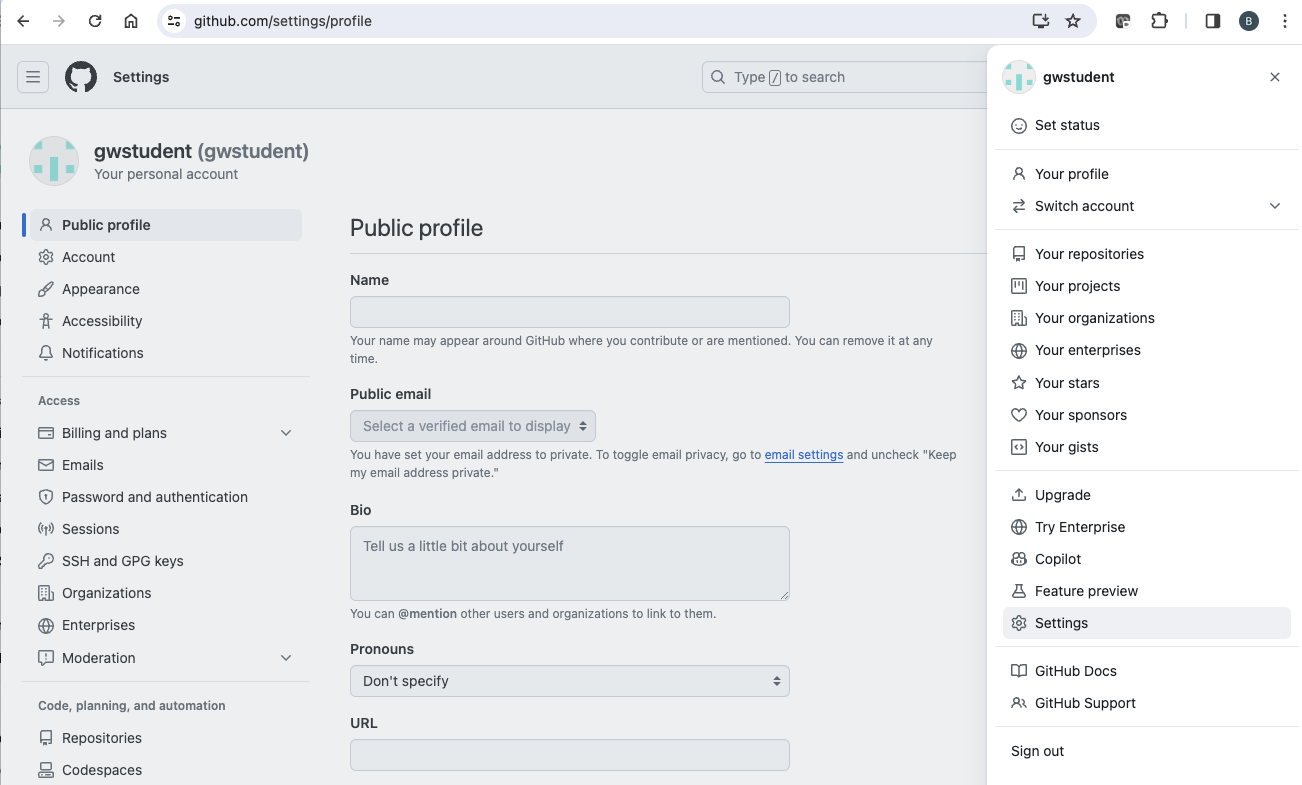 github.com/settings/profile
B
Settings
Type / to search
gwstudent (gwstudent)
Your personal account
Public profile
Account
Appearance
Accessibility
Notifications
Access
Billing and plans
Emails
Password and authentication
Sessions
SSH and GPG keys
Organizations
Enterprises
Moderation
Code, planning, and automation
Repositories
Codespaces
Public profile
Name
Your name may appear around GitHub where you contribute or are mentioned. You can remove it at any
time.
Public email
Select a verified email to display
You have set your email address to private. To toggle email privacy, go to email settings and uncheck "Keep
my email address private."
Bio
Tell us a little bit about yourself
You can @mention other users and organizations to link to them.
Pronouns
Don't specify
URL
gwstudent
Set status
Your profile
Switch account
Your repositories
Your projects
Your organizations
Your enterprises
Your stars
Your sponsors
Your gists
Upgrade
Try Enterprise
Copilot
Feature preview
Settings
GitHub Docs
GitHub Support
Sign out